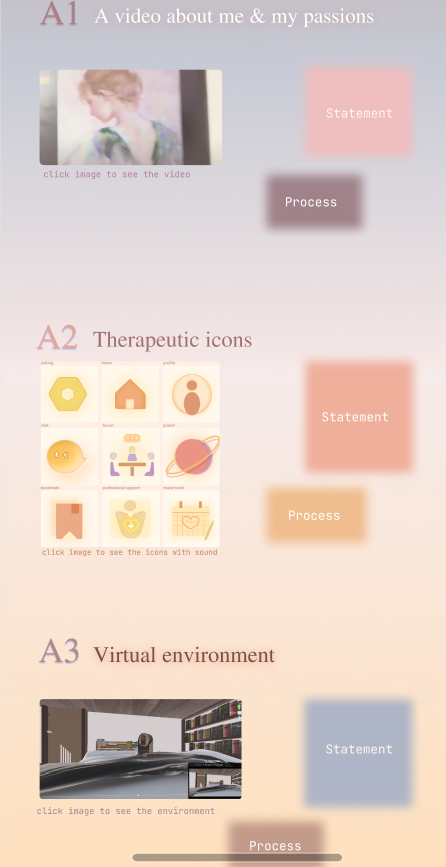 A1 A video about me & my passions
Statement
click image to see the video
Process
A2 Therapeutic icons
setting home profile
Statement
chat forum planet
bookmark professional support mood track
Process
click image to see the icons with sound
A3 Virtual environment
Statement
click image to see the environment
Process